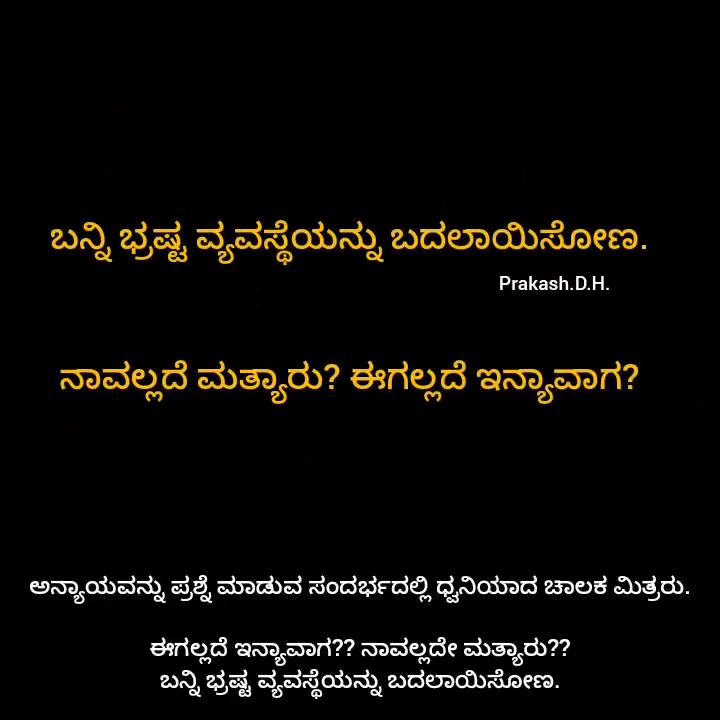 ಬನ್ನಿ ಭ್ರಷ್ಟ ವ್ಯವಸ್ಥೆಯನ್ನು ಬದಲಾಯಿಸೋಣ.
Prakash.D.H.
ನಾವಲ್ಲದೆ ಮತ್ಯಾರು? ಈಗಲ್ಲದೆ ಇನ್ಯಾವಾಗ?
ಅನ್ಯಾಯವನ್ನು ಪ್ರಶ್ನೆ ಮಾಡುವ ಸಂದರ್ಭದಲ್ಲಿ ಧ್ವನಿಯಾದ ಚಾಲಕ ಮಿತ್ರರು.
ಈಗಲ್ಲದೆ ಇನ್ಯಾವಾಗ?? ನಾವಲ್ಲದೇ ಮತ್ಯಾರು??
ಬನ್ನಿ ಭ್ರಷ್ಟ ವ್ಯವಸ್ಥೆಯನ್ನು ಬದಲಾಯಿಸೋಣ.